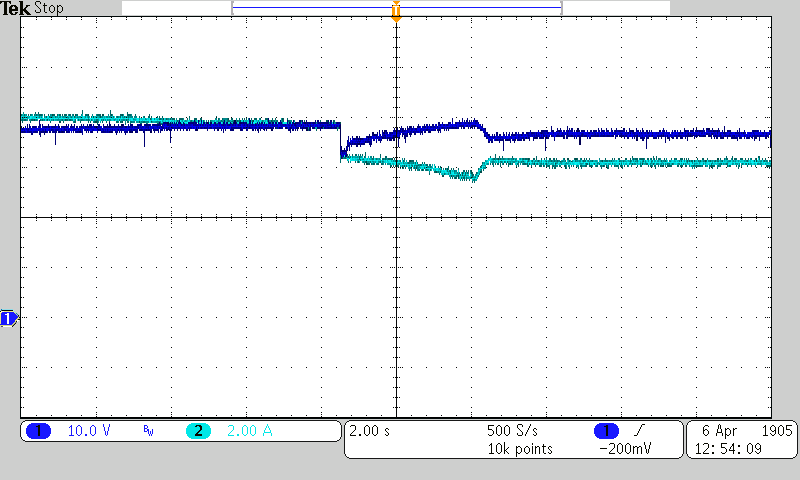 Tek Stop
T
1
1 10.0 V BW 2 2.00 A
2.00 s 500 S/s 1
10k points −200mV
6 Apr 1905
12:54:09